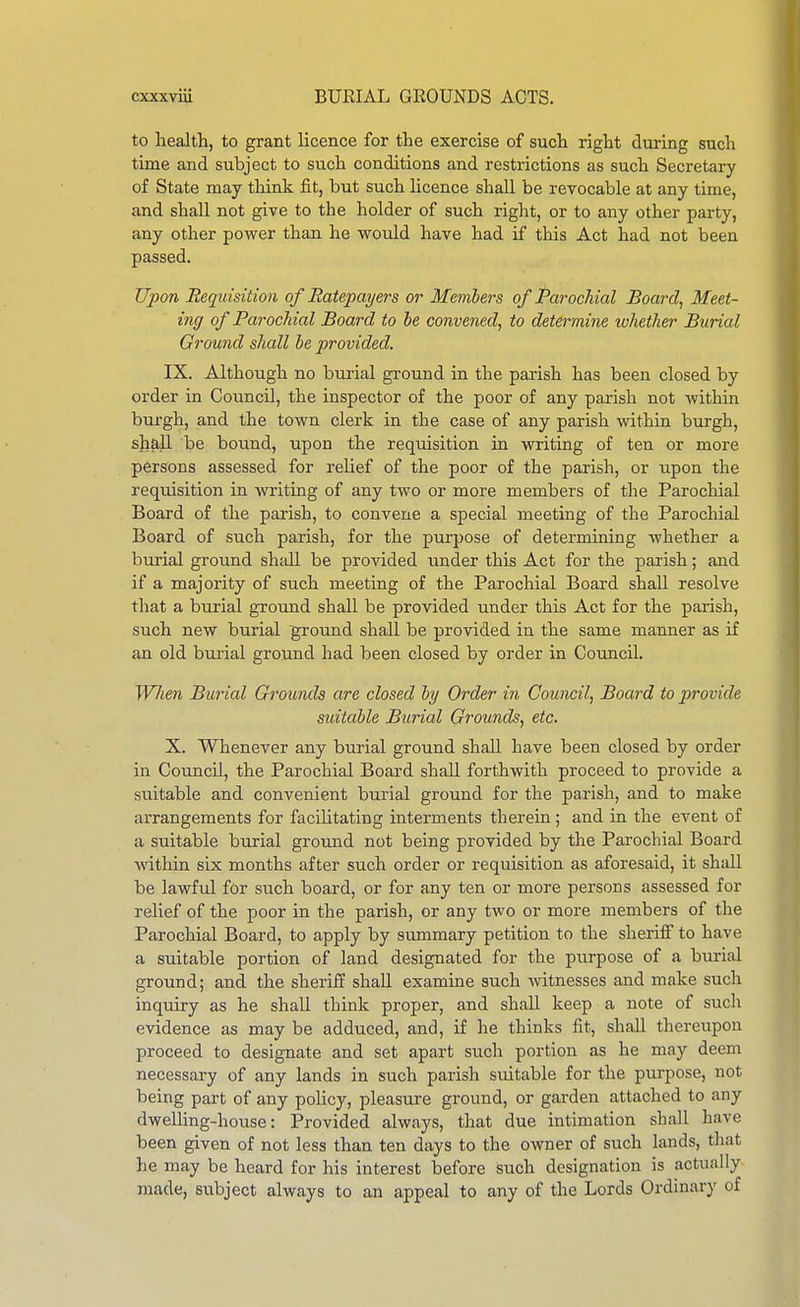 cxxxviii BURIAL GROUNDS ACTS.
to health, to grant licence for the exercise of such right during such
time and subject to such conditions and restrictions as such Secretary
of State may think fit, but such licence shall be revocable at any time,
and shall not give to the holder of such right, or to any other party,
any other power than he would have had if this Act had not been
passed.
Upon Requisition of Ratepayers or Members of Parochial Board, Meet-
ing of Parochial Board to be convened, to determine whether Burial
Ground shall be provided.
IX. Although no burial ground in the parish has been closed by
order in Council, the inspector of the poor of any parish not within
burgh, and the town clerk in the case of any parish within burgh,
shall be bound, upon the requisition in writing of ten or more
persons assessed for relief of the poor of the parish, or upon the
requisition in writing of any two or more members of the Parochial
Board of the parish, to convene a special meeting of the Parochial
Board of such parish, for the purpose of determining whether a
burial ground shall be provided under this Act for the parish; and
if a majority of such meeting of the Parochial Board shall resolve
that a burial ground shall be provided under this Act for the parish,
such new burial ground shall be provided in the same manner as if
an old burial ground had been closed by order in Council.
When Burial Grounds are closed by Order in Council, Board to provide
suitable Burial Grounds, etc.
X. Whenever any burial ground shall have been closed by order
in Council, the Parochial Board shall forthwith proceed to provide a
suitable and convenient burial ground for the parish, and to make
arrangements for facilitating interments therein; and in the event of
a suitable burial ground not being provided by the Parochial Board
within six months after such order or requisition as aforesaid, it shall
be lawful for such board, or for any ten or more persons assessed for
relief of the poor in the parish, or any two or more members of the
Parochial Board, to apply by summary petition to the sheriff to have
a suitable portion of land designated for the purpose of a burial
ground; and the sheriff shall examine such witnesses and make such
inquiry as he shall think proper, and shall keep a note of such
evidence as may be adduced, and, if he thinks fit, shall thereupon
proceed to designate and set apart such portion as he may deem
necessary of any lands in such parish suitable for the purpose, not
being part of any policy, pleasure ground, or garden attached to any
dwelling-house: Provided always, that due intimation shall have
been given of not less than ten days to the owner of such lands, that
he may be heard for his interest before such designation is actually
made, subject always to an appeal to any of the Lords Ordinary of